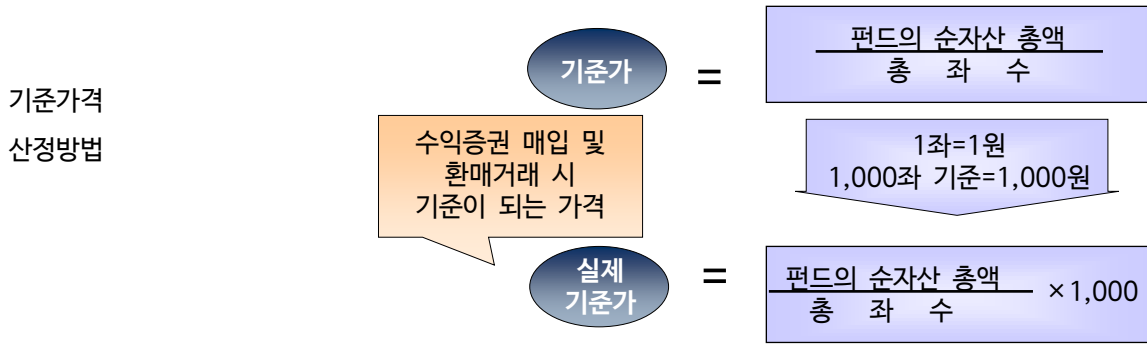 기준가격
산정방법
기준가
=
펀드의 순자산 총액
총 좌 수
수익증권 매입 및
환매거래 시
기준이 되는 가격
1좌=1원
1,000좌 기준=1,000원
실제
기준가
=
펀드의 순자산 총액
총 좌 수
×1,000